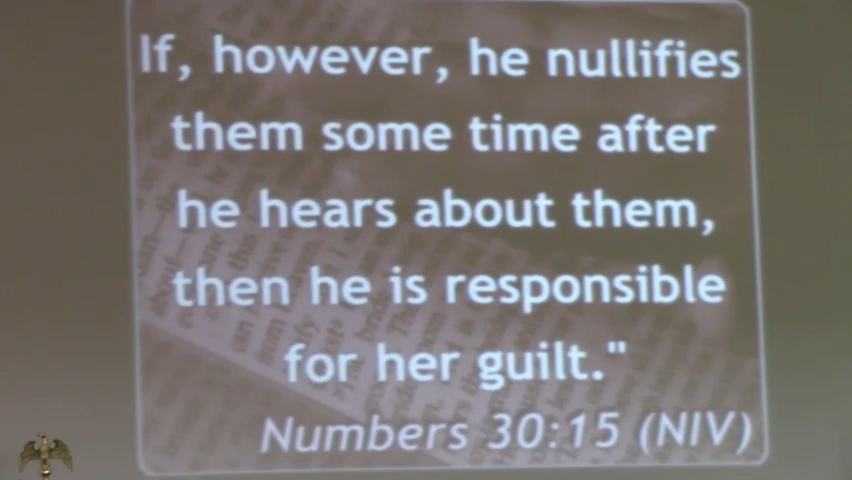 If, however, he nullifies
them some time after
he hears about them,
then he is responsible
for her guilt."
Numbers 30:15 (NIV)